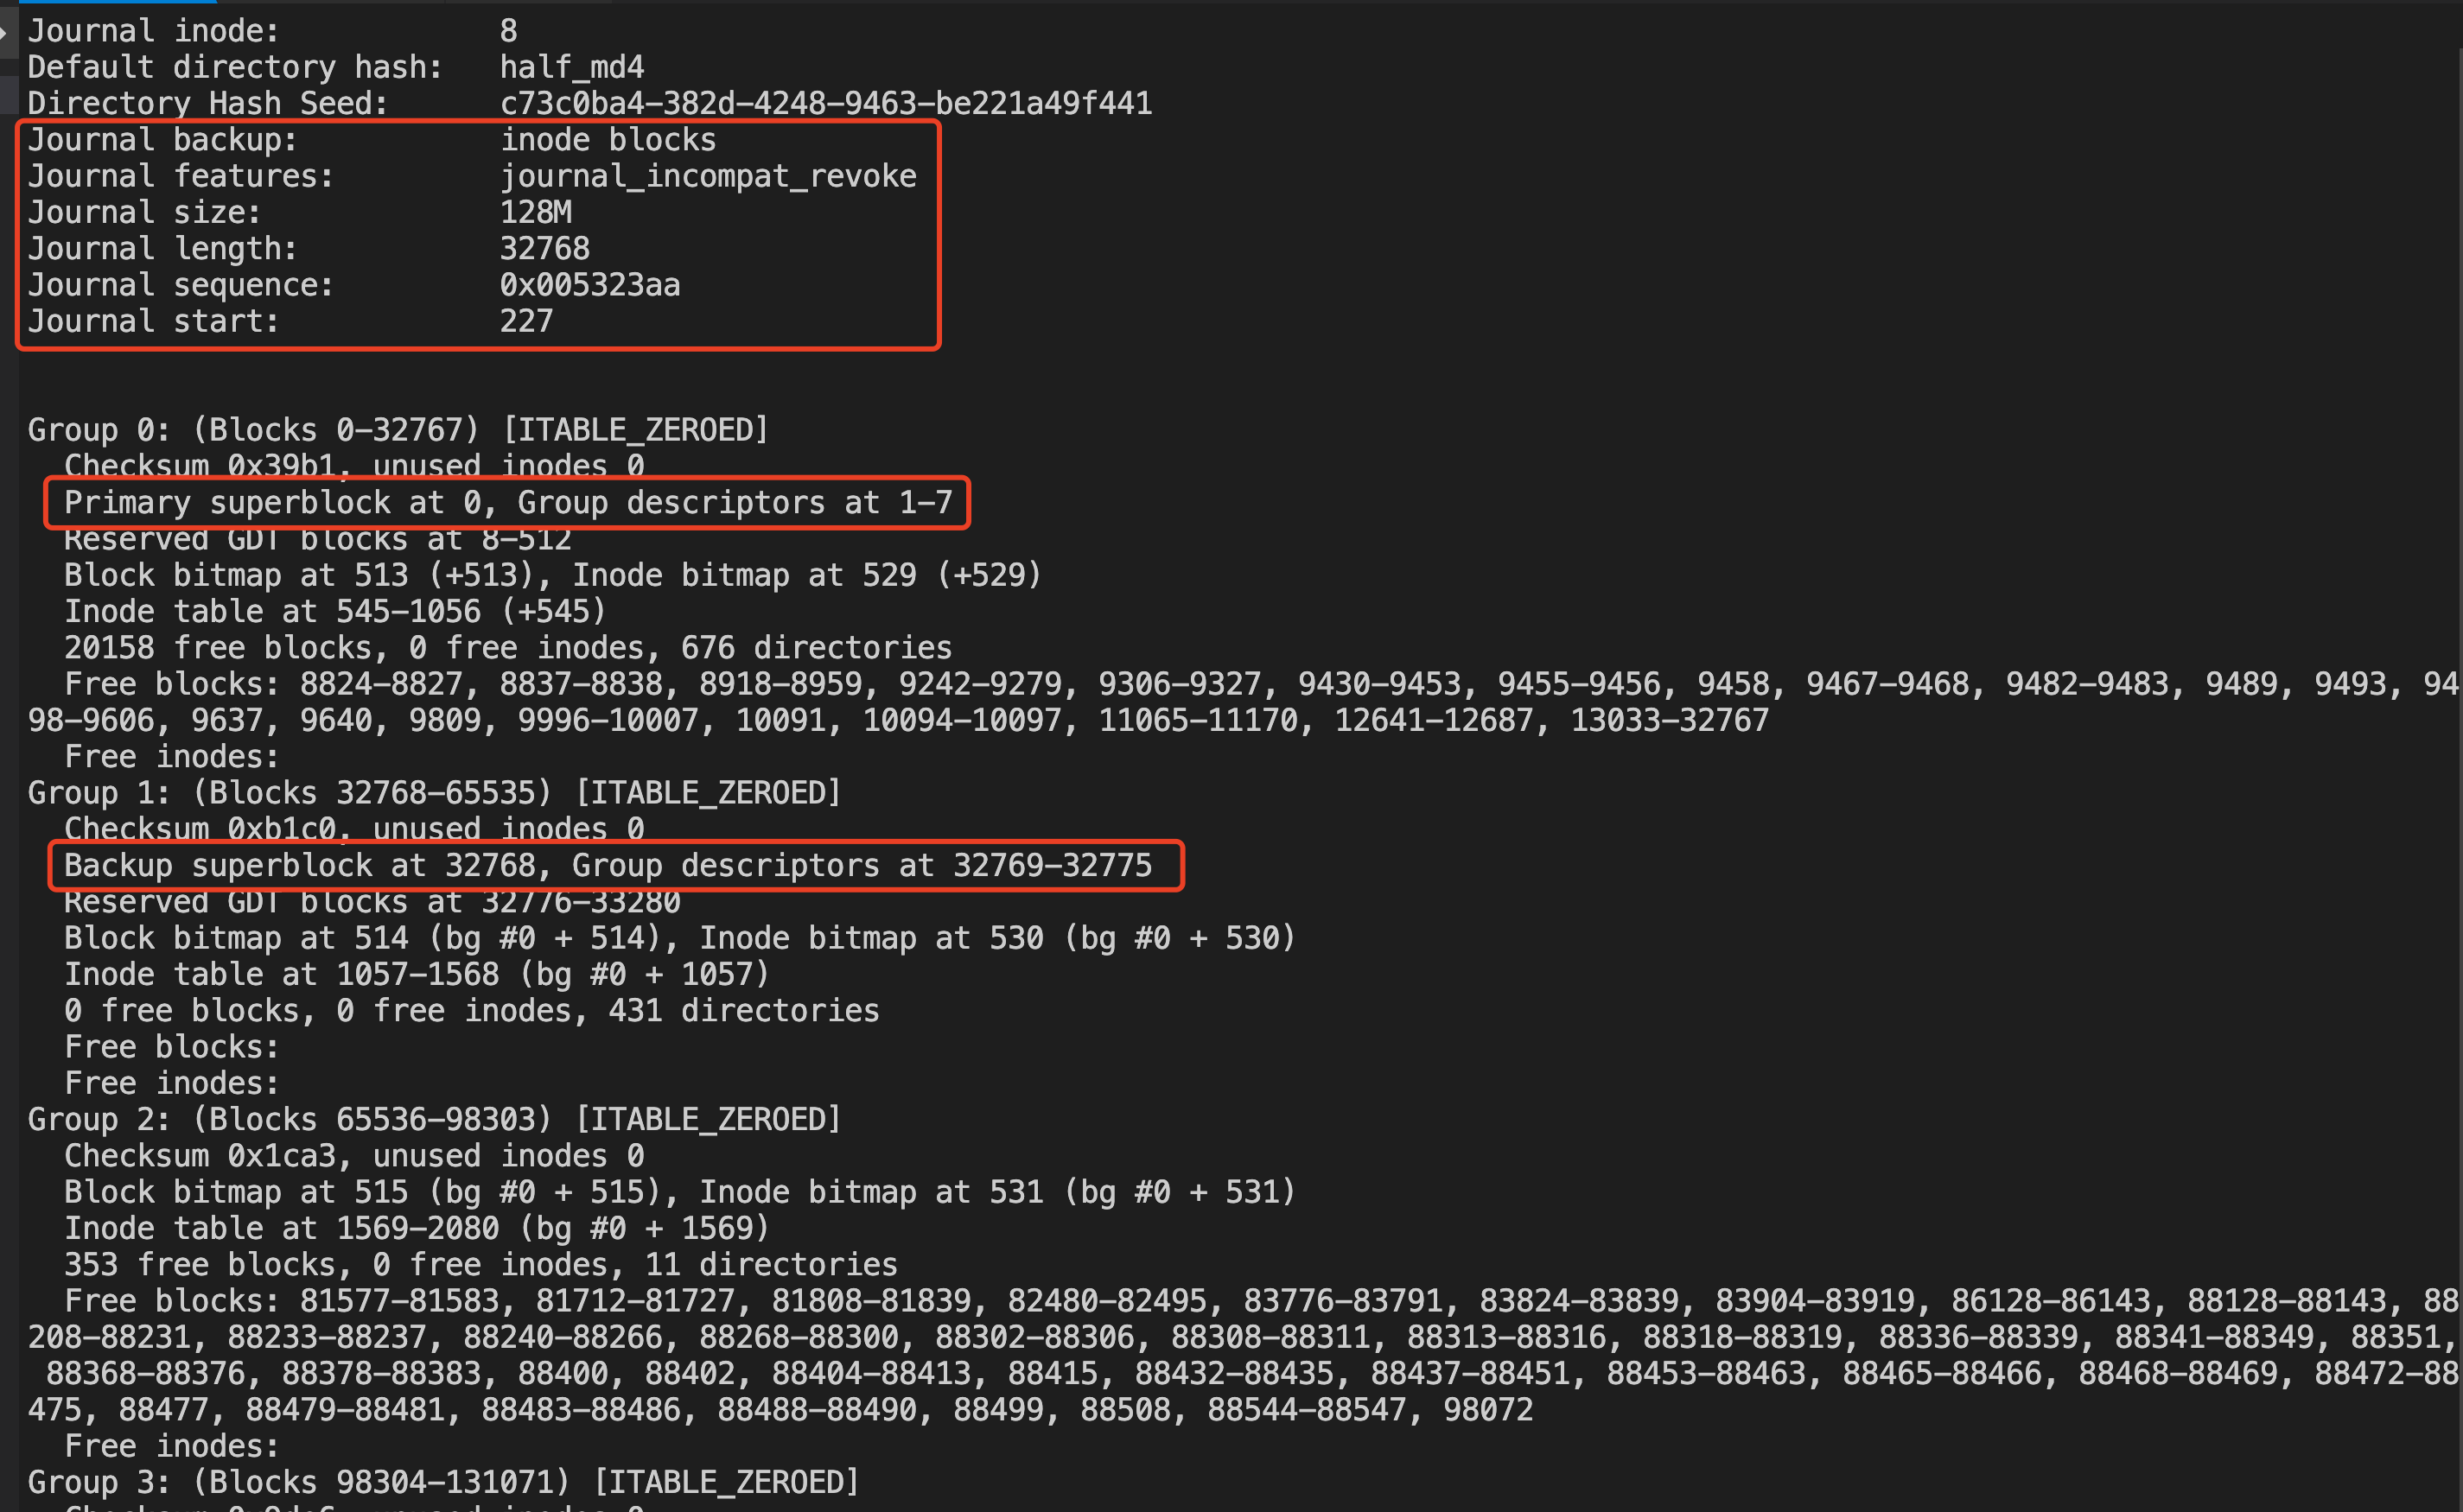 Journal inode:            8
Default directory hash:   half_md4
Directory Hash Seed:      c73c0ba4-382d-4248-9463-be221a49f441
Journal backup:           inode blocks
Journal features:         journal_incompat_revoke
Journal size:             128M
Journal length:           32768
Journal sequence:         0x005323aa
Journal start:            227
Group 0: (Blocks 0-32767) [ITABLE_ZEROED]
  Checksum 0x39b1, unused inodes 0
  Primary superblock at 0, Group descriptors at 1-7
  Reserved GDT blocks at 8-512
  Block bitmap at 513 (+513), Inode bitmap at 529 (+529)
  Inode table at 545-1056 (+545)
  20158 free blocks, 0 free inodes, 676 directories
  Free blocks: 8824-8827, 8837-8838, 8918-8959, 9242-9279, 9306-9327, 9430-9453, 9455-9456, 9458, 9467-9468, 9482-9483, 9489, 9493, 94
98-9606, 9637, 9640, 9809, 9996-10007, 10091, 10094-10097, 11065-11170, 12641-12687, 13033-32767
  Free inodes:
Group 1: (Blocks 32768-65535) [ITABLE_ZEROED]
  Checksum 0xb1c0, unused inodes 0
  Backup superblock at 32768, Group descriptors at 32769-32775
  Reserved GDT blocks at 32776-33280
  Block bitmap at 514 (bg #0 + 514), Inode bitmap at 530 (bg #0 + 530)
  Inode table at 1057-1568 (bg #0 + 1057)
  0 free blocks, 0 free inodes, 431 directories
  Free blocks:
  Free inodes:
Group 2: (Blocks 65536-98303) [ITABLE_ZEROED]
  Checksum 0x1ca3, unused inodes 0
  Block bitmap at 515 (bg #0 + 515), Inode bitmap at 531 (bg #0 + 531)
  Inode table at 1569-2080 (bg #0 + 1569)
  353 free blocks, 0 free inodes, 11 directories
  Free blocks: 81577-81583, 81712-81727, 81808-81839, 82480-82495, 83776-83791, 83824-83839, 83904-83919, 86128-86143, 88128-88143, 88
208-88231, 88233-88237, 88240-88266, 88268-88300, 88302-88306, 88308-88311, 88313-88316, 88318-88319, 88336-88339, 88341-88349, 88351,
 88368-88376, 88378-88383, 88400, 88402, 88404-88413, 88415, 88432-88435, 88437-88451, 88453-88463, 88465-88466, 88468-88469, 88472-88
475, 88477, 88479-88481, 88483-88486, 88488-88490, 88499, 88508, 88544-88547, 98072
  Free inodes:
Group 3: (Blocks 98304-131071) [ITABLE_ZEROED]